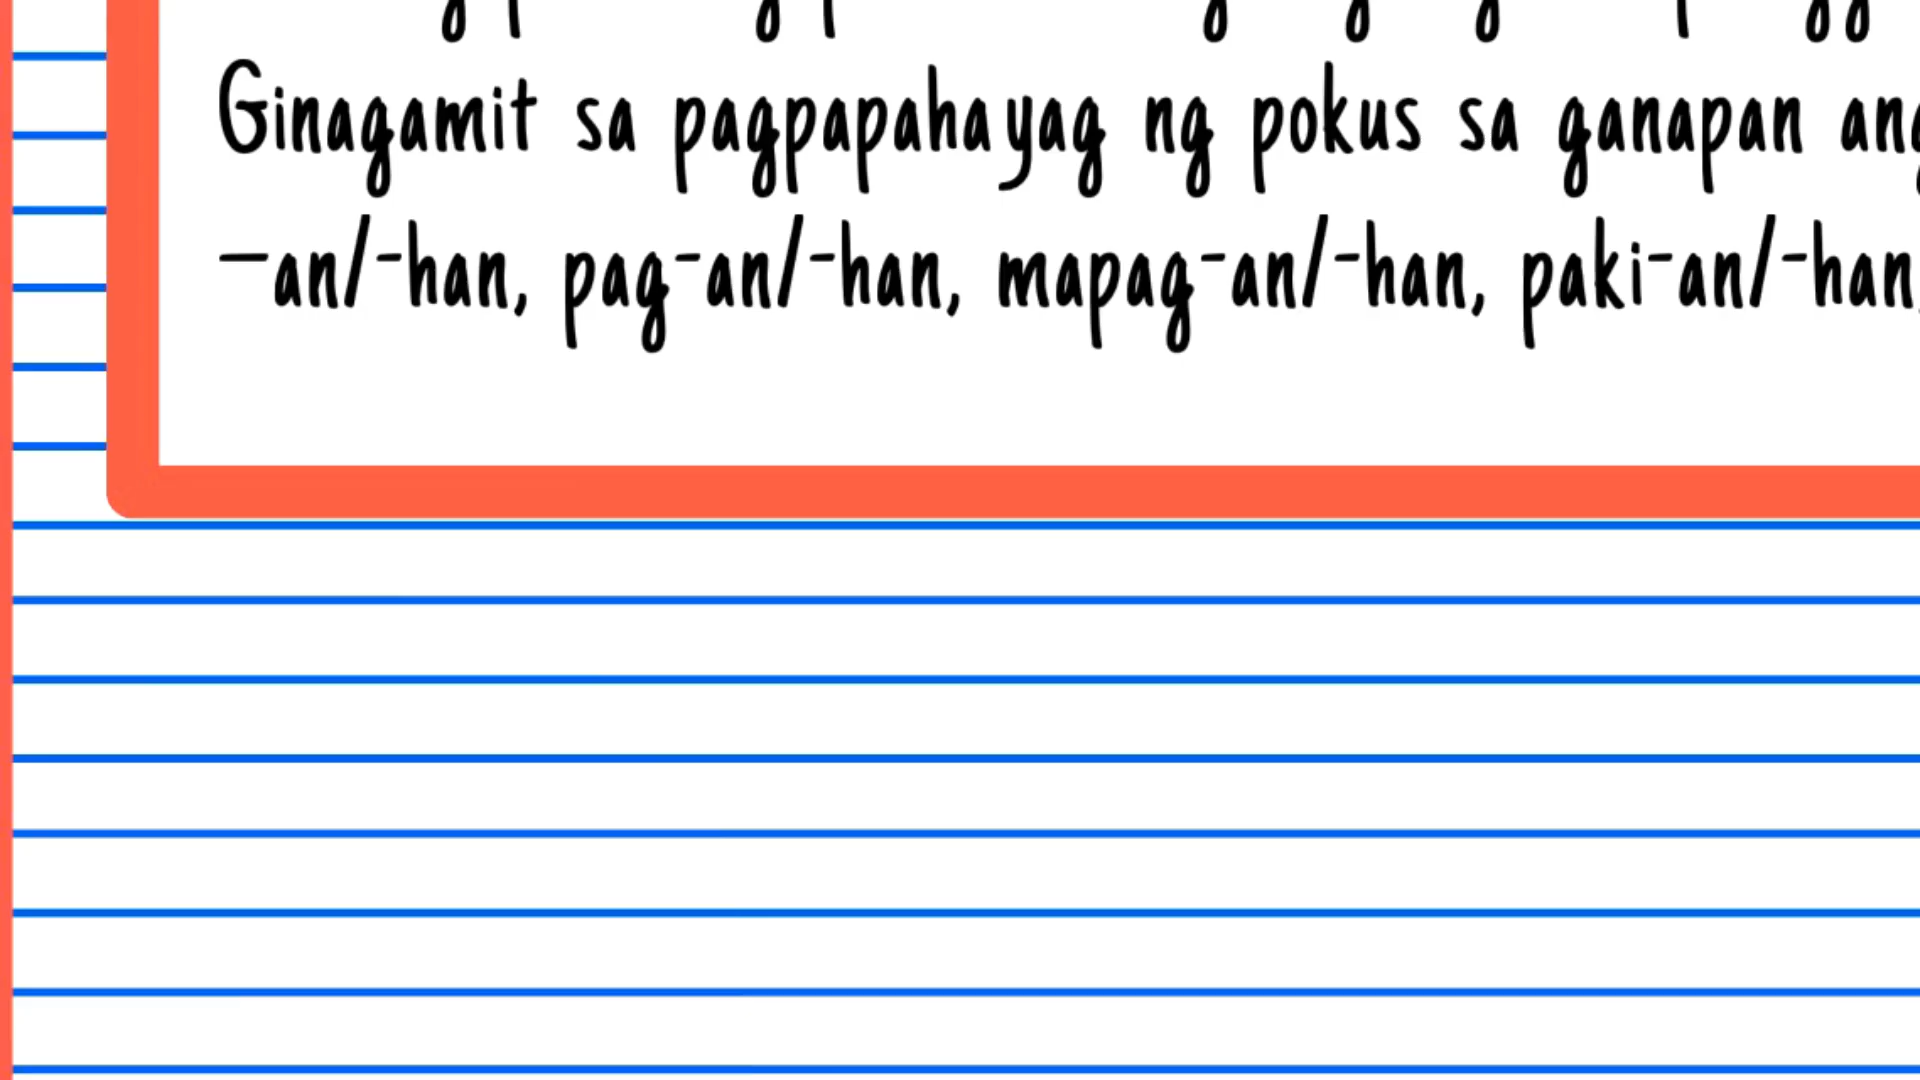 Ginagamit sa pagpapahayag ng pokus sa ganapan ang
-an/-han, pag-an/-han, mapag-an/-han, paki-an/-han,